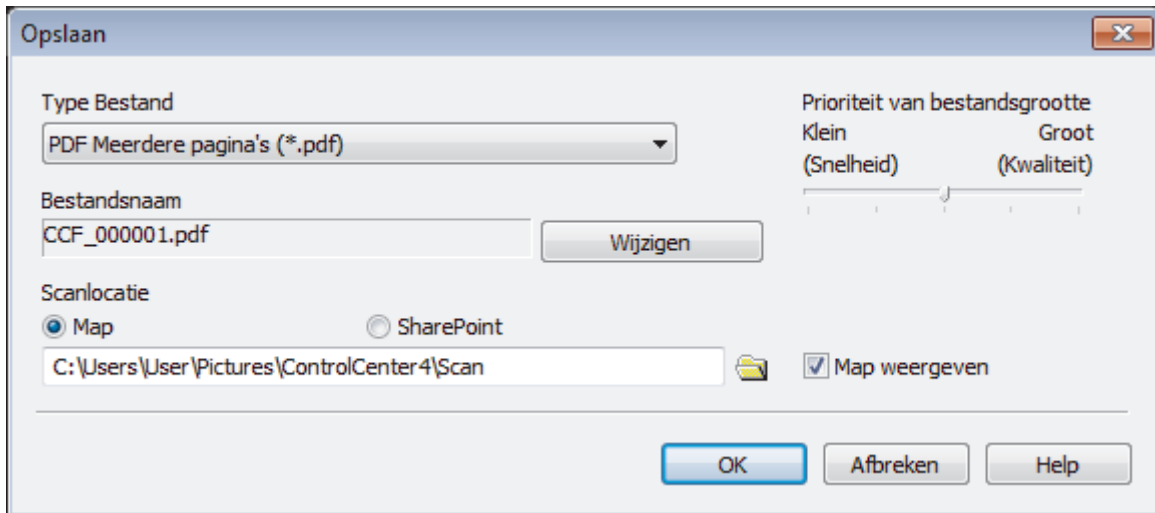 Opslaan
Type Bestand
PDF Meerdere pagina's (*.pdf)
Prioriteit van bestandsgrootte
Klein Groot
(Snelheid) (Kwaliteit)
Bestandsnaam
CCF_000001.pdf
Wijzigen
Scanlocatie
Map SharePoint
C:\Users\User\Pictures\ControlCenter4\Scan
Map weergeven
OK Afbreken Help